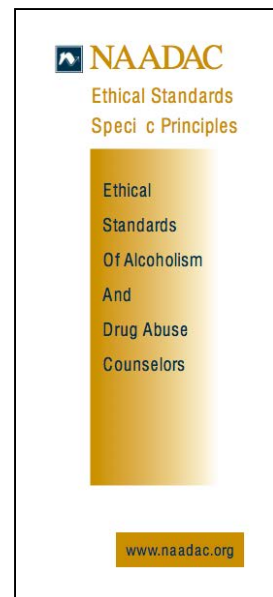 NAADAC
Ethical Standards
Speci c Principles
Ethical
Standards
Of Alcoholism
And
Drug Abuse
Counselors
www.naadac.org